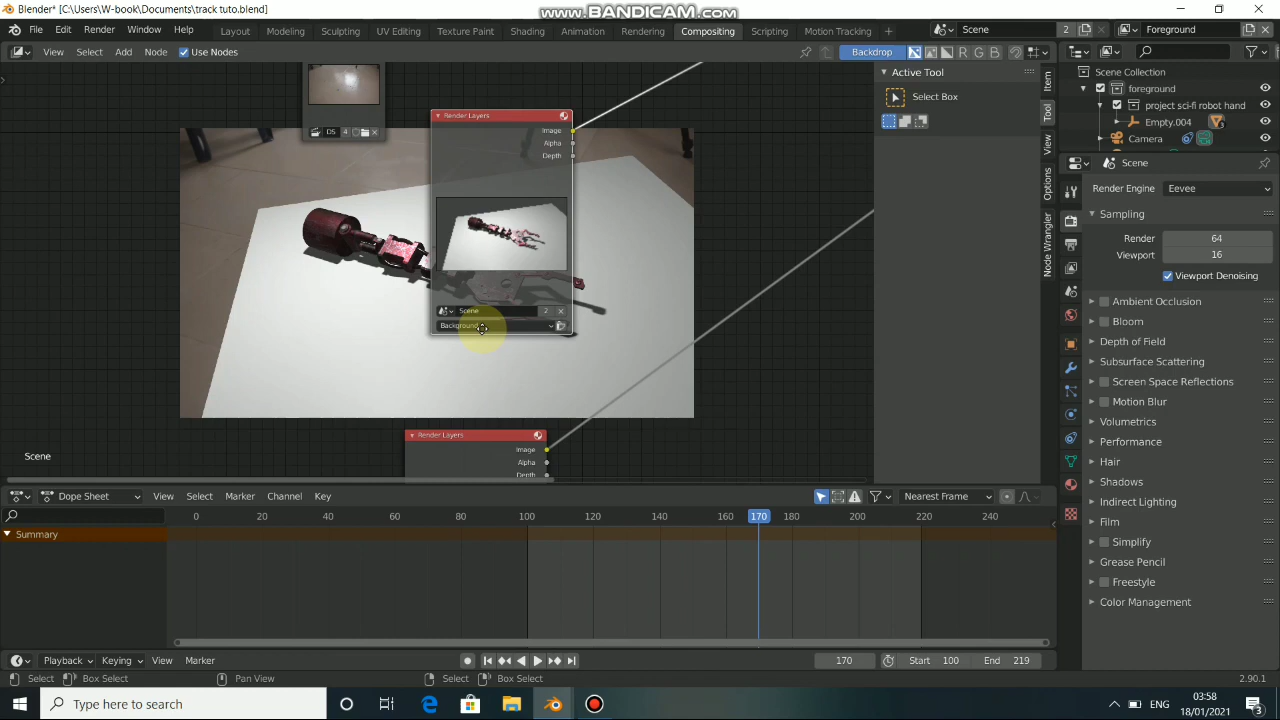 Blender* [C:\Users\W-book\Documents\track tuto.blend]
www.BANDICAM.com
File Edit Render Window Help
Layout Modeling Sculpting UV Editing Texture Paint Shading Animation Rendering Compositing Scripting Motion Tracking +
Scene 2
Foreground
View Select Add Node Use Nodes
Backdrop
R G B
Active Tool
Select Box
Item
Tool
View
Options
Node Wrangler
Scene Collection
foreground
project sci-fi robot hand
Empty.004
Camera
Scene
Render Engine Eevee
Sampling
Render 64
Viewport 16
Viewport Denoising
Ambient Occlusion
Bloom
Depth of Field
Subsurface Scattering
Screen Space Reflections
Motion Blur
Volumetrics
Performance
Hair
Shadows
Indirect Lighting
Film
Simplify
Grease Pencil
Freestyle
Color Management
DS 4
Render Layers
Image
Alpha
Depth
Scene 2
Background
Render Layers
Image
Alpha
Depth
Scene
Dope Sheet View Select Marker Channel Key
Nearest Frame
0 20 40 60 80 100 120 140 160 170 180 200 220 240
Summary
Playback Keying View Marker
170
Start 100 End 219
Select Box Select Pan View Select Box Select
2.90.1
Type here to search
ENG
03:58
18/01/2021
3